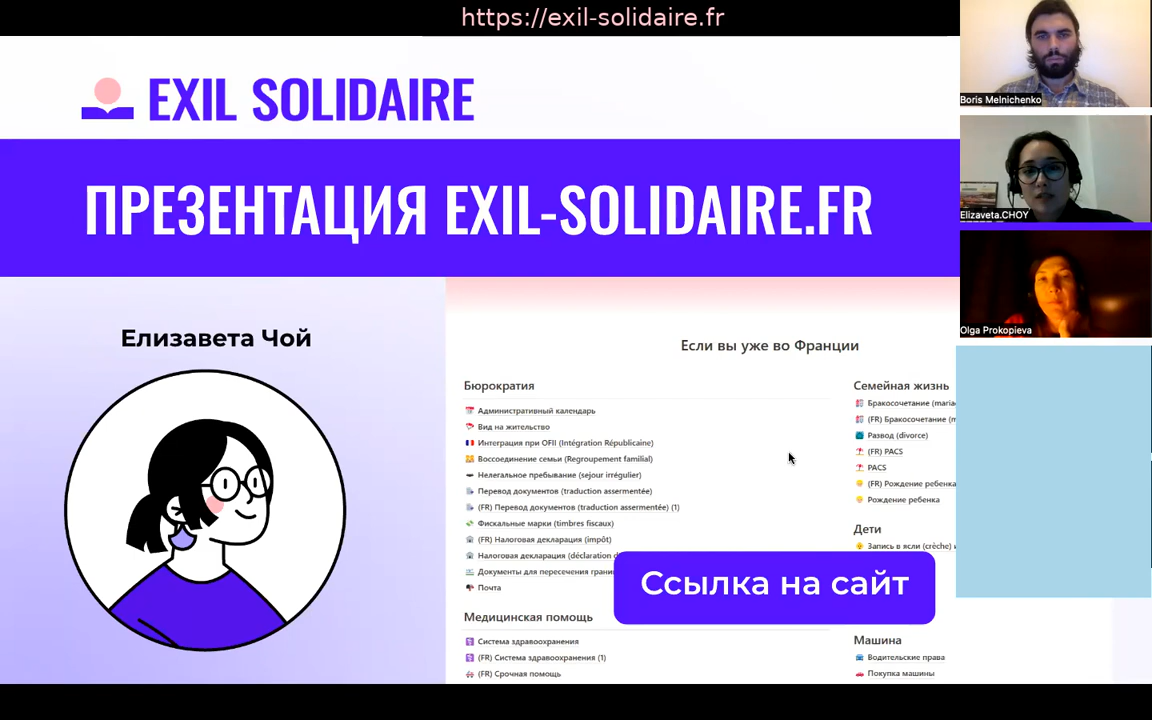 https://exil-solidaire.fr
EXIL SOLIDAIRE
ПРЕЗЕНТАЦИЯ EXIL-SOLIDAIRE.FR
Елизавета Чой
Если вы уже во Франции
Бюрократия
Административный календарь
Вид на жительство
Интеграция при OFII (Intégration Républicaine)
Воссоединение семьи (Regroupement familial)
Нелегальное пребывание (sejour irrégulier)
Перевод документов (traduction assermentée)
(FR) Перевод документов (traduction assermentée) (1)
Фискальные марки (timbres fiscaux)
(FR) Налоговая декларация (impôt)
Налоговая декларация (déclaration d
Документы для пересечения грани
Почта
Медицинская помощь
Система здравоохранения
(FR) Система здравоохранения (1)
(FR) Срочная помощь
Семейная жизнь
Бракосочетание (maria
(FR) Бракосочетание (m
Развод (divorce)
(FR) PACS
PACS
(FR) Рождение ребенка
Рождение ребенка
Дети
Запись в ясли (crèche) и
Ссылка на сайт
Машина
Водительские права
Покупка машины
Boris Melnichenko
Elizaveta.CHOY
Olga Prokopieva